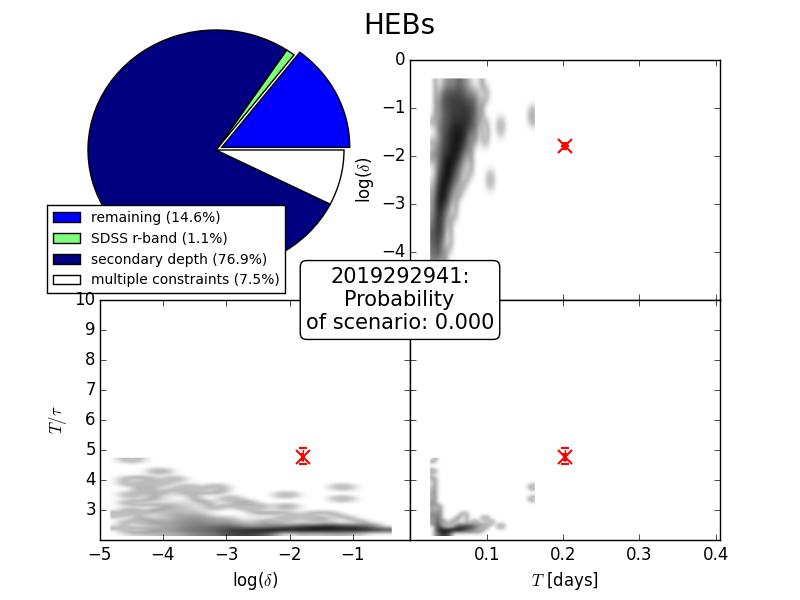 HEBs
remaining (14.6%)
SDSS r-band (1.1%)
secondary depth (76.9%)
multiple constraints (7.5%)
0
−1
−2
−3
−4
log(δ)
2019292941:
Probability
of scenario: 0.000
10
9
8
7
6
5
4
3
T/τ
−5
−4
−3
−2
−1
log(δ)
0.1
0.2
0.3
0.4
T [days]